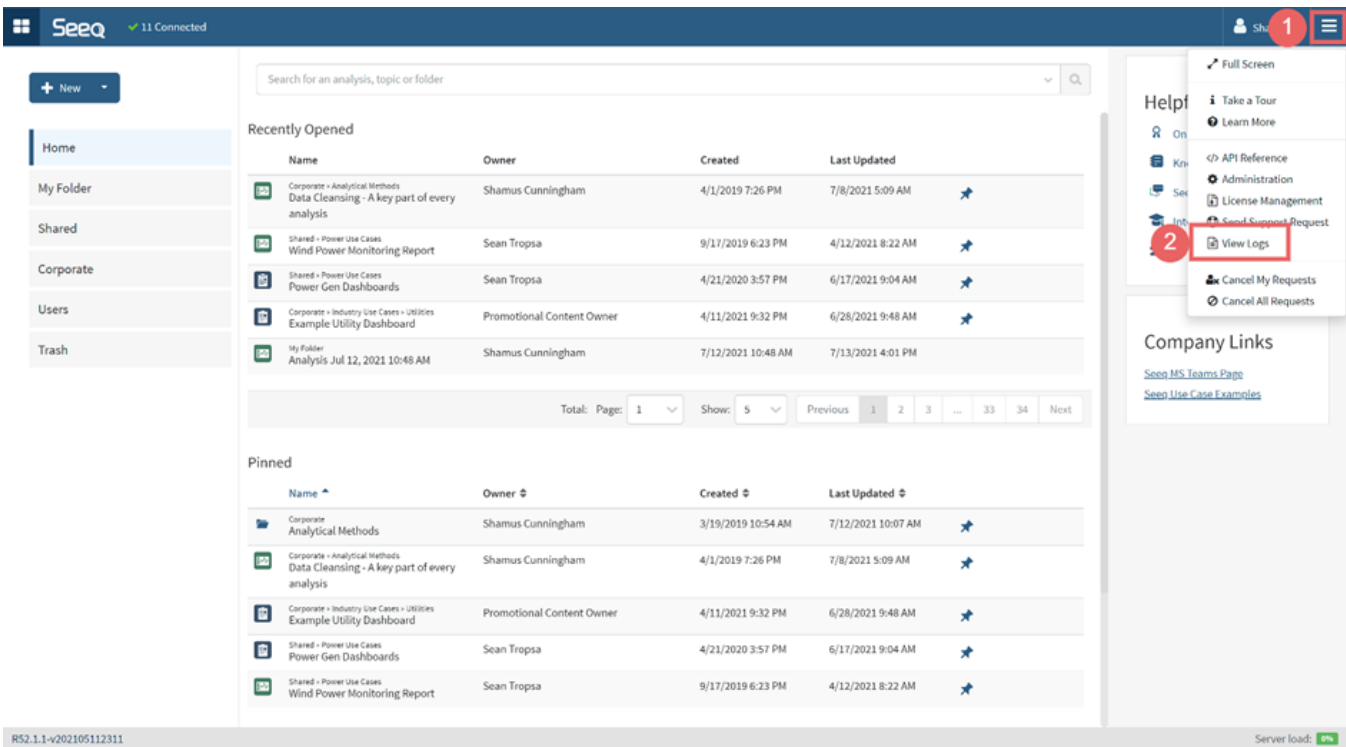 Seeq
11 Connected
Sha
1
New
Search for an analysis, topic or folder
Home
My Folder
Shared
Corporate
Users
Trash
Recently Opened
Name Owner Created Last Updated
Corporate » Analytical Methods
Data Cleansing - A key part of every analysis Shamus Cunningham 4/1/2019 7:26 PM 7/8/2021 5:09 AM
Shared » Power Use Cases
Wind Power Monitoring Report Sean Tropsa 9/17/2019 6:23 PM 4/12/2021 8:22 AM
Shared » Power Use Cases
Power Gen Dashboards Sean Tropsa 4/21/2020 3:57 PM 6/17/2021 9:04 AM
Corporate » Industry Use Cases » Utilities
Example Utility Dashboard Promotional Content Owner 4/11/2021 9:32 PM 6/28/2021 9:48 AM
My Folder
Analysis Jul 12, 2021 10:48 AM Shamus Cunningham 7/12/2021 10:48 AM 7/13/2021 4:01 PM
Total: Page: 1 Show: 5 Previous 1 2 3 ... 33 34 Next
Pinned
Name Owner Created Last Updated
Corporate
Analytical Methods Shamus Cunningham 3/19/2019 10:54 AM 7/12/2021 10:07 AM
Corporate » Analytical Methods
Data Cleansing - A key part of every analysis Shamus Cunningham 4/1/2019 7:26 PM 7/8/2021 5:09 AM
Corporate » Industry Use Cases » Utilities
Example Utility Dashboard Promotional Content Owner 4/11/2021 9:32 PM 6/28/2021 9:48 AM
Shared » Power Use Cases
Power Gen Dashboards Sean Tropsa 4/21/2020 3:57 PM 6/17/2021 9:04 AM
Shared » Power Use Cases
Wind Power Monitoring Report Sean Tropsa 9/17/2019 6:23 PM 4/12/2021 8:22 AM
Helpf
On
Kno
See
Int
Full Screen
Take a Tour
Learn More
API Reference
Administration
License Management
Send Support Request
2
View Logs
Cancel My Requests
Cancel All Requests
Company Links
Seeq MS Teams Page
Seeq Use Case Examples
R52.1.1-v202105112311
Server load: 0%